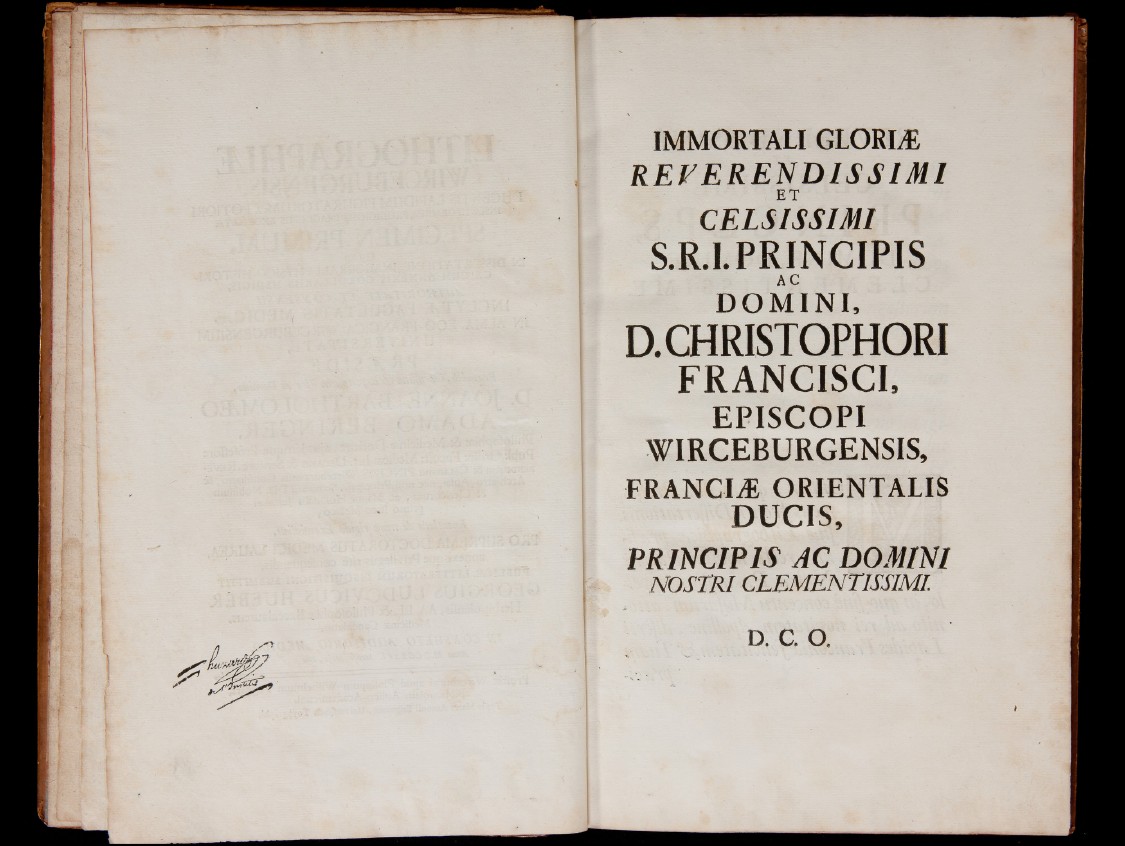 IMMORTALI GLORIÆ
REVERENDISSIMI
ET
CELSISSIMI
S.R.I. PRINCIPIS
AC
DOMINI,
D. CHRISTOPHORI
FRANCISCI,
EPISCOPI
WIRCEBURGENSIS,
FRANCIÆ ORIENTALIS
DUCIS,
PRINCIPIS AC DOMINI
NOSTRI CLEMENTISSIMI.
D. C. O.